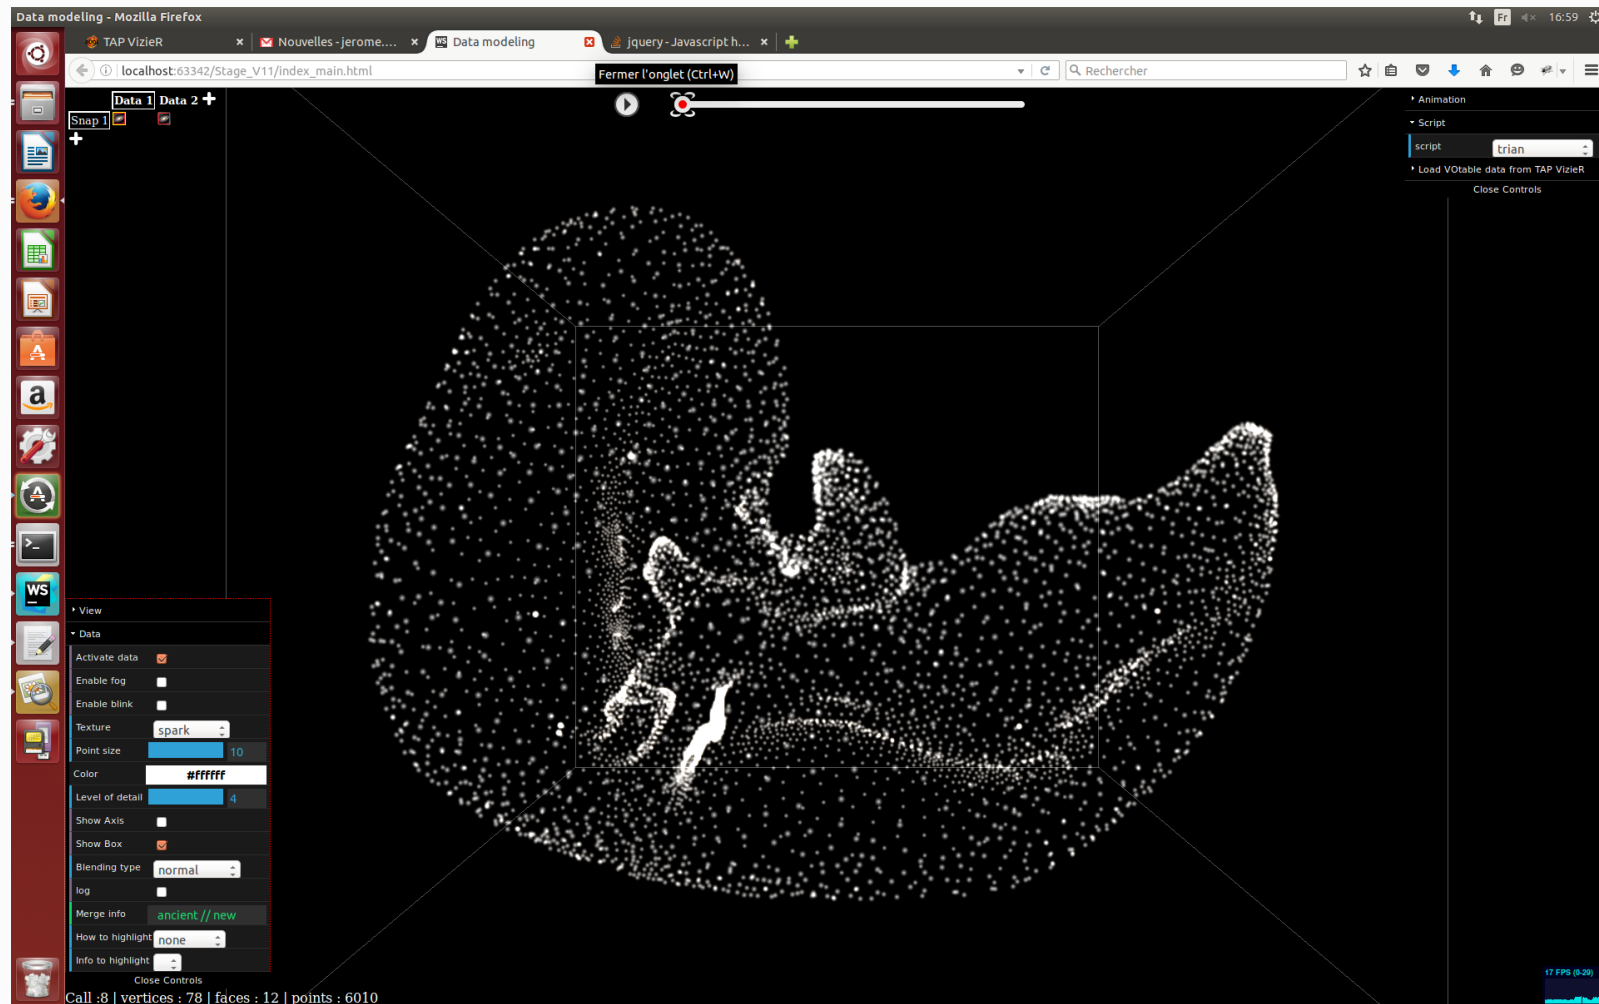 Data modeling - Mozilla Firefox
Fr
16:59
TAP VizieR
Nouvelles - jerome....
Data modeling
jquery - Javascript h...
localhost:63342/Stage_V11/index_main.html
Rechercher
Fermer l'onglet (Ctrl+W)
Data 1 Data 2
Snap 1
Animation
Script
script trian
Load VOtable data from TAP VizieR
Close Controls
View
Data
Activate data
Enable fog
Enable blink
Texture spark
Point size 10
Color #ffffff
Level of detail 4
Show Axis
Show Box
Blending type normal
log
Merge info ancient // new
How to highlight none
Info to highlight
Close Controls
Call :8 | vertices : 78 | faces : 12 | points : 6010
17 FPS (0-29)
WS